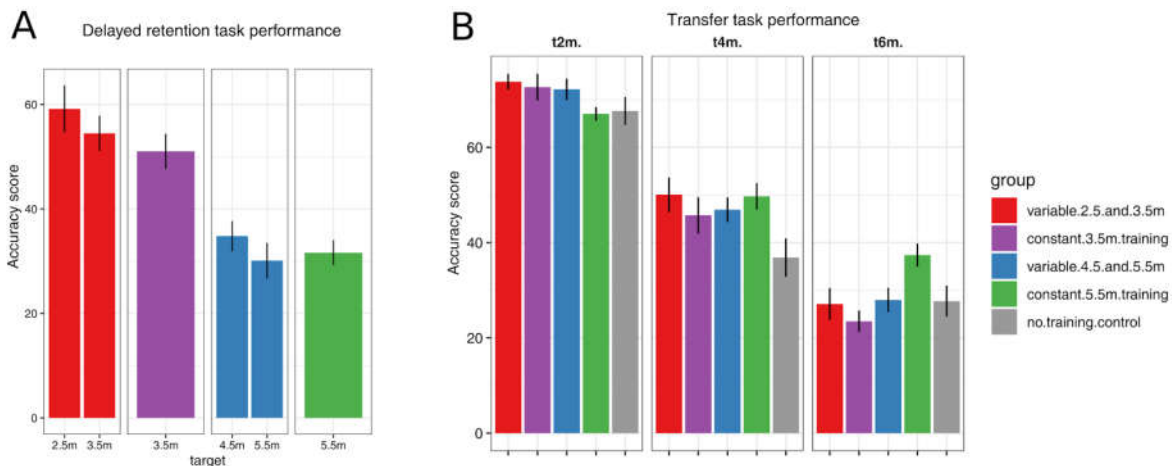 A
Delayed retention task performance
Accuracy score
60
40
20
0
2.5m 3.5m
3.5m
4.5m 5.5m
5.5m
target
B
Transfer task performance
t2m.
t4m.
t6m.
Accuracy score
60
40
20
0
group
variable.2.5.and.3.5m
constant.3.5m.training
variable.4.5.and.5.5m
constant.5.5m.training
no.training.control